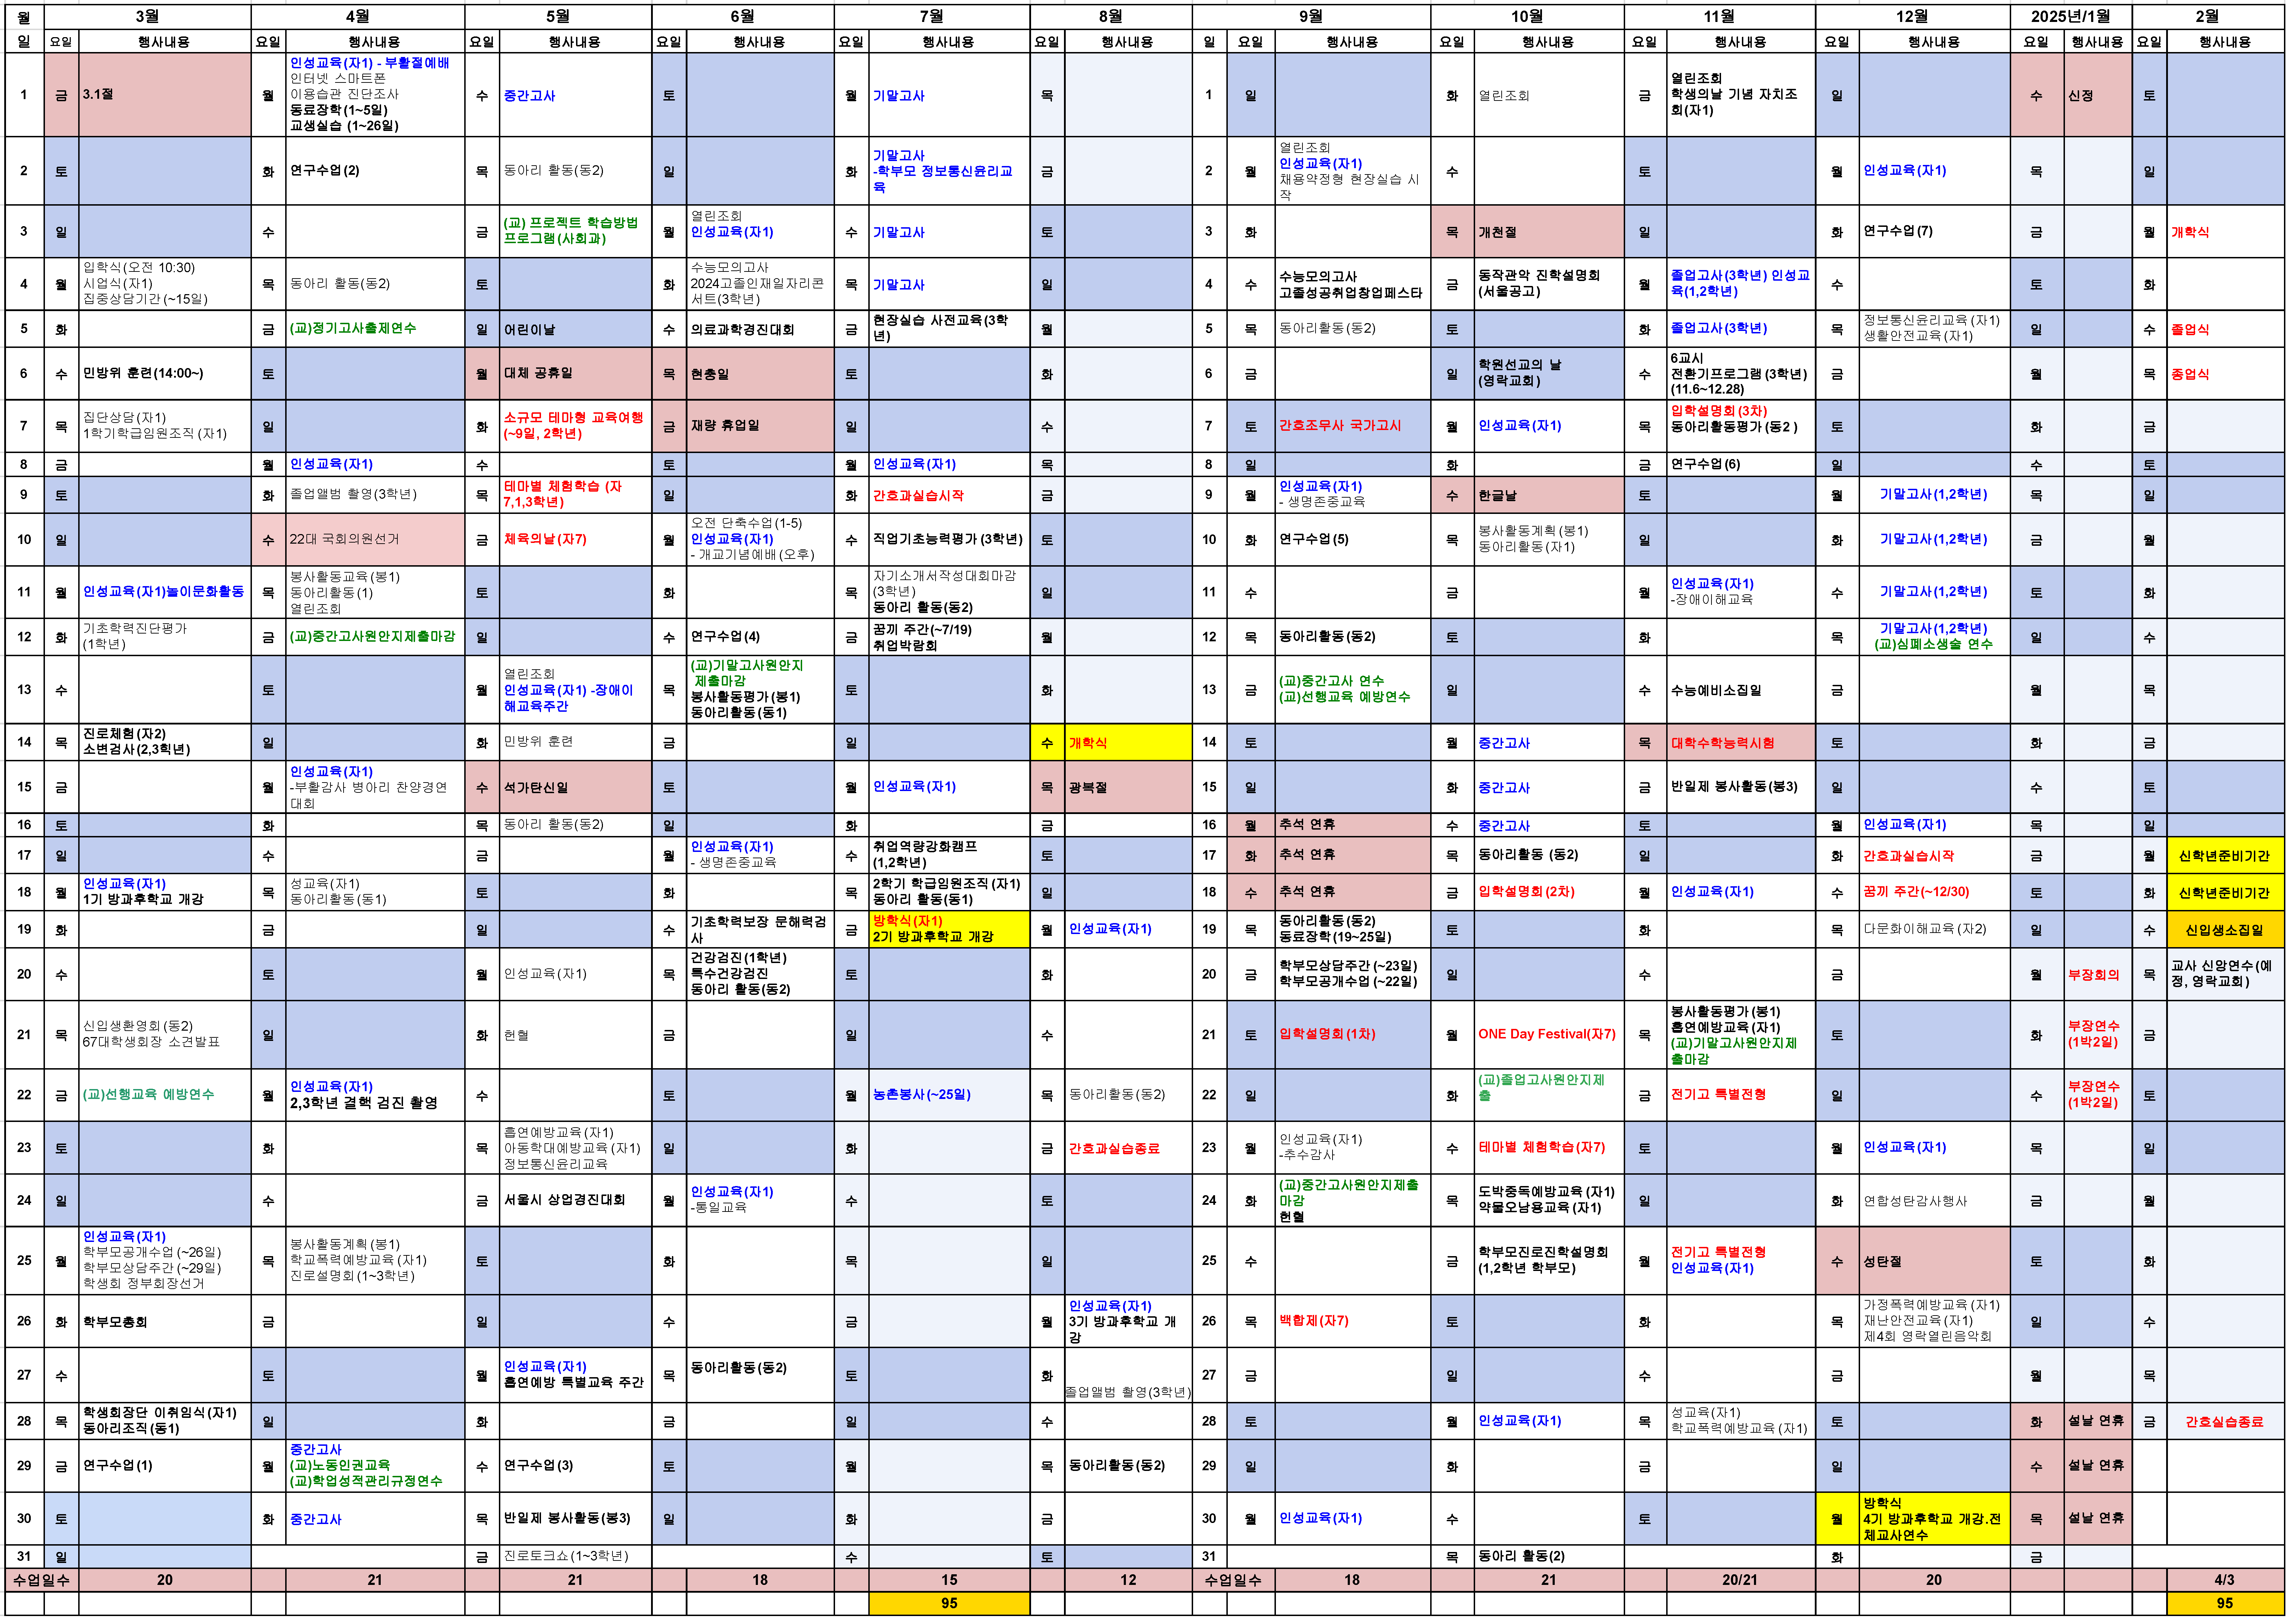 월 3월 4월 5월 6월 7월 8월 9월 10월 11월 12월 2025년/1월 2월
일 요일 행사내용 요일 행사내용 요일 행사내용 요일 행사내용 요일 행사내용 요일 행사내용 일 요일 행사내용 요일 행사내용 요일 행사내용 요일 행사내용 요일 행사내용 요일 행사내용
1 금 3.1절 월 인성교육(자1) - 부활절예배
인터넷 스마트폰
이용습관 진단조사
동료장학(1~5일)
교생실습 (1~26일)
수 중간고사 토 월 기말고사 목 1 일 화 열린조회 금 열린조회
학생의날 기념 자치조
회(자1)
일 수 신정 토
2 토 화 연구수업(2) 목 동아리 활동(동2) 일 화 기말고사
-학부모 정보통신윤리교
육
금 2 월 열린조회
인성교육(자1)
채용약정형 현장실습 시
작
수 토 월 인성교육(자1) 목 일
3 일 수 금 (교) 프로젝트 학습방법
프로그램(사회과)
월 열린조회
인성교육(자1)
수 기말고사 토 3 화 목 개천절 일 화 연구수업(7) 금 월 개학식
4 월 입학식(오전 10:30)
시업식(자1)
집중상담기간(~15일)
목 동아리 활동(동2) 토 화 수능모의고사
2024고졸인재일자리콘
서트(3학년)
목 기말고사 일 4 수 수능모의고사
고졸성공취업창업페스타
금 동작관악 진학설명회
(서울공고)
월 졸업고사(3학년) 인성교
육(1,2학년)
수 토 화
5 화 금 (교)정기고사출제연수 일 어린이날 수 의료과학경진대회 금 현장실습 사전교육(3학
년)
월 5 목 동아리활동(동2) 토 화 졸업고사(3학년) 목 정보통신윤리교육(자1)
생활안전교육(자1)
일 수 졸업식
6 수 민방위 훈련(14:00~) 토 월 대체 공휴일 목 현충일 토 화 6 금 일 학원선교의 날
(영락교회)
수 6교시
전환기프로그램(3학년)
(11.6~12.28)
금 월 목 종업식
7 목 집단상담(자1)
1학기학급임원조직(자1)
일 화 소규모 테마형 교육여행
(~9일, 2학년)
금 재량 휴업일 일 수 7 토 간호조무사 국가고시 월 인성교육(자1) 목 입학설명회(3차)
동아리활동평가(동2 )
토 화 금
8 금 월 인성교육(자1) 수 토 월 인성교육(자1) 목 8 일 화 금 연구수업(6) 일 수 토
9 토 화 졸업앨범 촬영(3학년) 목 테마별 체험학습 (자
7,1,3학년)
일 화 간호과실습시작 금 9 월 인성교육(자1)
- 생명존중교육
수 한글날 토 월 기말고사(1,2학년) 목 일
10 일 수 22대 국회의원선거 금 체육의날(자7) 월 오전 단축수업(1-5)
인성교육(자1)
- 개교기념예배(오후)
수 직업기초능력평가(3학년) 토 10 화 연구수업(5) 목 봉사활동계획(봉1)
동아리활동(자1)
일 화 기말고사(1,2학년) 금 월
11 월 인성교육(자1)놀이문화활동 목 봉사활동교육(봉1)
동아리활동(1)
열린조회
토 화 목 자기소개서작성대회마감
(3학년)
동아리 활동(동2)
일 11 수 금 월 인성교육(자1)
-장애이해교육
수 기말고사(1,2학년) 토 화
12 화 기초학력진단평가
(1학년)
금 (교)중간고사원안지제출마감 일 수 연구수업(4) 금 꿈끼 주간(~7/19)
취업박람회
월 12 목 동아리활동(동2) 토 화 목 기말고사(1,2학년)
(교)심폐소생술 연수
일 수
13 수 토 월 열린조회
인성교육(자1) -장애이
해교육주간
목 (교)기말고사원안지
제출마감
봉사활동평가(봉1)
동아리활동(동1)
토 화 13 금 (교)중간고사 연수
(교)선행교육 예방연수
일 수 수능예비소집일 금 월 목
14 목 진로체험(자2)
소변검사(2,3학년)
일 화 민방위 훈련 금 일 수 개학식 14 토 월 중간고사 목 대학수학능력시험 토 화 금
15 금 월 인성교육(자1)
-부활감사 병아리 찬양경연
대회
수 석가탄신일 토 월 인성교육(자1) 목 광복절 15 일 화 중간고사 금 반일제 봉사활동(봉3) 일 수 토
16 토 화 목 동아리 활동(동2) 일 화 금 16 월 추석 연휴 수 중간고사 토 월 인성교육(자1) 목 일
17 일 수 금 월 인성교육(자1)
- 생명존중교육
수 취업역량강화캠프
(1,2학년)
토 17 화 추석 연휴 목 동아리활동 (동2) 일 화 간호과실습시작 금 월 신학년준비기간
18 월 인성교육(자1)
1기 방과후학교 개강
목 성교육(자1)
동아리활동(동1)
토 화 목 2학기 학급임원조직(자1)
동아리 활동(동1)
일 18 수 추석 연휴 금 입학설명회(2차) 월 인성교육(자1) 수 꿈끼 주간(~12/30) 토 화 신학년준비기간
19 화 금 일 수 기초학력보장 문해력검
사
금 방학식(자1)
2기 방과후학교 개강
월 인성교육(자1) 19 목 동아리활동(동2)
동료장학(19~25일)
토 화 목 다문화이해교육(자2) 일 수 신입생소집일
20 수 토 월 인성교육(자1) 목 건강검진(1학년)
특수건강검진
동아리 활동(동2)
토 화 20 금 학부모상담주간(~23일)
학부모공개수업(~22일)
일 수 금 월 부장회의 목 교사 신앙연수(예
정, 영락교회)
21 목 신입생환영회(동2)
67대학생회장 소견발표
일 화 헌혈 금 일 수 21 토 입학설명회(1차) 월 ONE Day Festival(자7) 목 봉사활동평가(봉1)
흡연예방교육(자1)
(교)기말고사원안지제
출마감
토 화 부장연수
(1박2일)
금
22 금 (교)선행교육 예방연수 월 인성교육(자1)
2,3학년 결핵 검진 촬영
수 토 월 농촌봉사(~25일) 목 동아리활동(동2) 22 일 화 (교)졸업고사원안지제
출
금 전기고 특별전형 일 수 부장연수
(1박2일)
토
23 토 화 목 흡연예방교육(자1)
아동학대예방교육(자1)
정보통신윤리교육
일 화 금 간호과실습종료 23 월 인성교육(자1)
-추수감사
수 테마별 체험학습(자7) 토 월 인성교육(자1) 목 일
24 일 수 금 서울시 상업경진대회 월 인성교육(자1)
-통일교육
수 토 24 화 (교)중간고사원안지제출
마감
헌혈
목 도박중독예방교육(자1)
약물오남용교육(자1)
일 화 연합성탄감사행사 금 월
25 월 인성교육(자1)
학부모공개수업(~26일)
학부모상담주간(~29일)
학생회 정부회장선거
목 봉사활동계획(봉1)
학교폭력예방교육(자1)
진로설명회(1~3학년)
토 화 목 일 25 수 금 학부모진로진학설명회
(1,2학년 학부모)
월 전기고 특별전형
인성교육(자1)
수 성탄절 토 화
26 화 학부모총회 금 일 수 금 월 인성교육(자1)
3기 방과후학교 개
강
26 목 백합제(자7) 토 화 목 가정폭력예방교육(자1)
재난안전교육(자1)
제4회 영락열린음악회
일 수
27 수 토 월 인성교육(자1)
흡연예방 특별교육 주간
목 동아리활동(동2) 토 화 졸업앨범 촬영(3학년) 27 금 일 수 금 월 목
28 목 학생회장단 이취임식(자1)
동아리조직(동1)
일 화 금 일 수 28 토 월 인성교육(자1) 목 성교육(자1)
학교폭력예방교육(자1)
토 화 설날 연휴 금 간호실습종료
29 금 연구수업(1) 월 중간고사
(교)노동인권교육
(교)학업성적관리규정연수
수 연구수업(3) 토 월 목 동아리활동(동2) 29 일 화 금 일 수 설날 연휴
30 토 화 중간고사 목 반일제 봉사활동(봉3) 일 화 금 30 월 인성교육(자1) 수 토 월 방학식
4기 방과후학교 개강.전
체교사연수
목 설날 연휴
31 일 금 진로토크쇼(1~3학년) 수 토 31 목 동아리 활동(2) 화 금
수업일수 20 21 21 18 15 12 수업일수 18 21 20/21 20 4/3
95 95